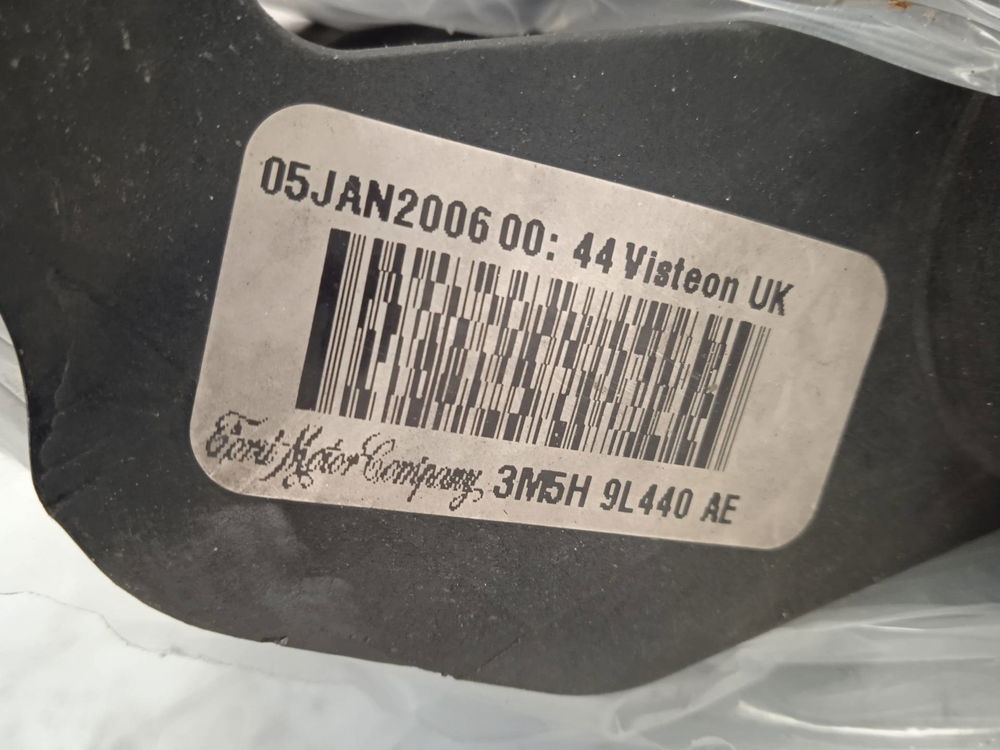 05JAN2006 00: 44 Visteon UK
Ford Motor Company 3M5H 9L440 AE